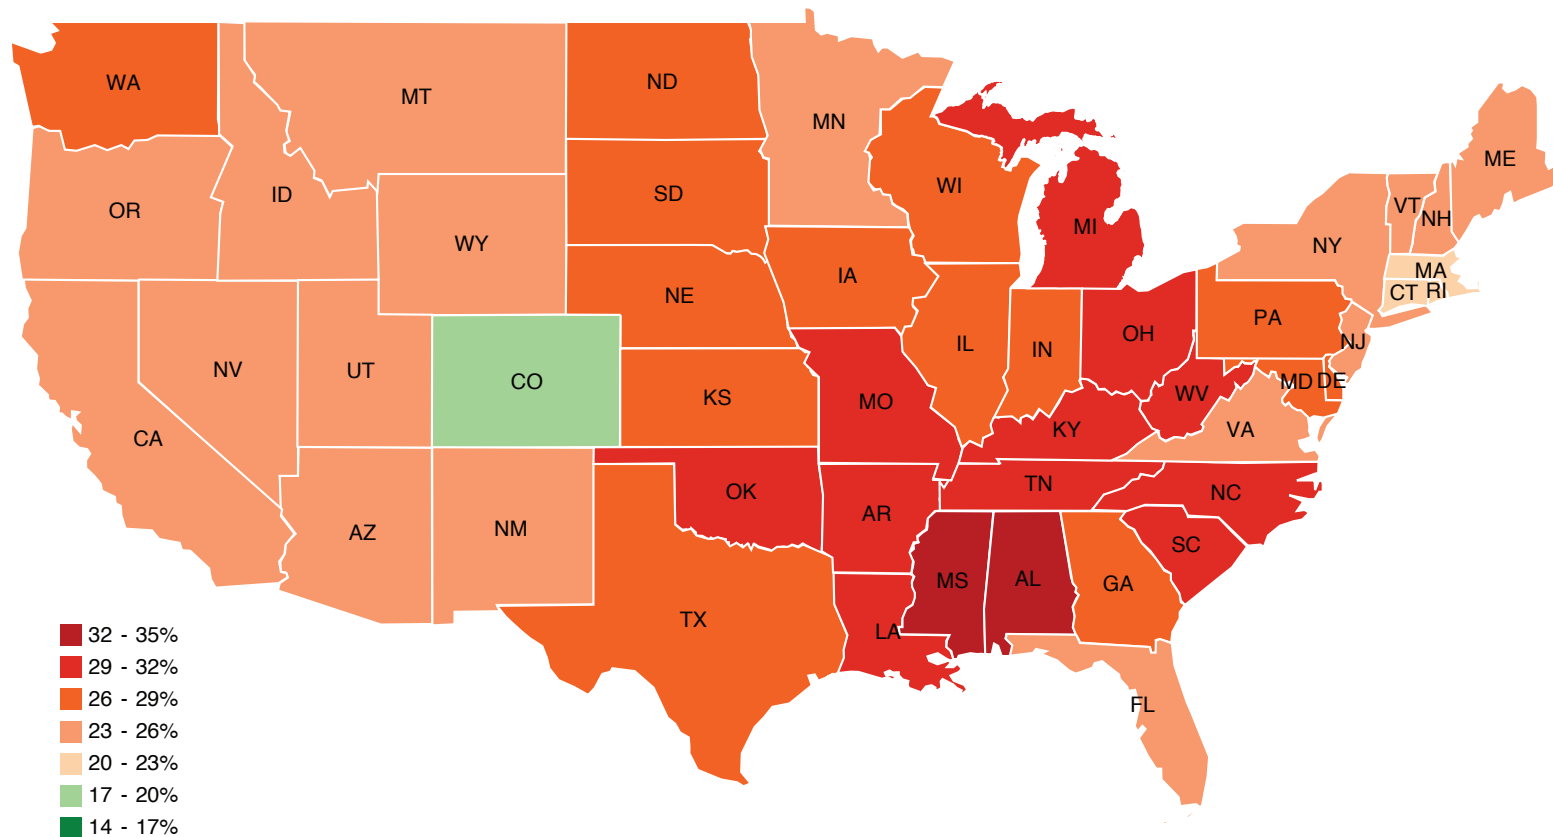 WA
MT
ND
MN
ME
OR
ID
SD
WI
VT
NH
MI
WY
NY
MA
IA
NE
CT RI
PA
OH
IL
IN
NJ
NV
UT
CO
MD DE
KS
WV
MO
KY
VA
CA
TN
OK
NC
AR
AZ
NM
SC
MS
AL
GA
TX
LA
FL
32 - 35%
29 - 32%
26 - 29%
23 - 26%
20 - 23%
17 - 20%
14 - 17%